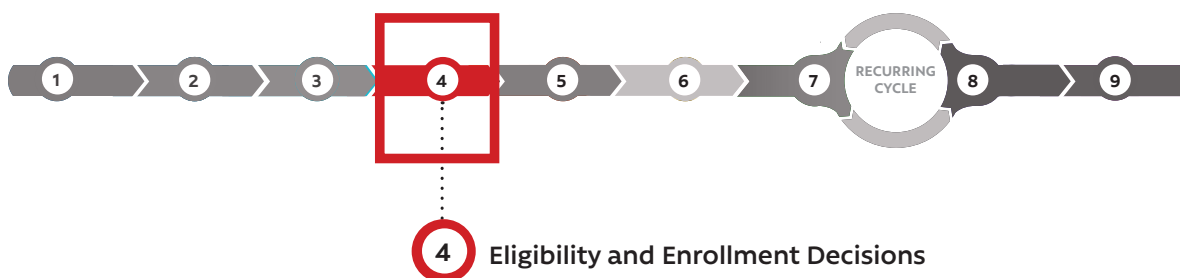 1 2 3 4 5 6 7 RECURRING 8 9
CYCLE
4 Eligibility and Enrollment Decisions